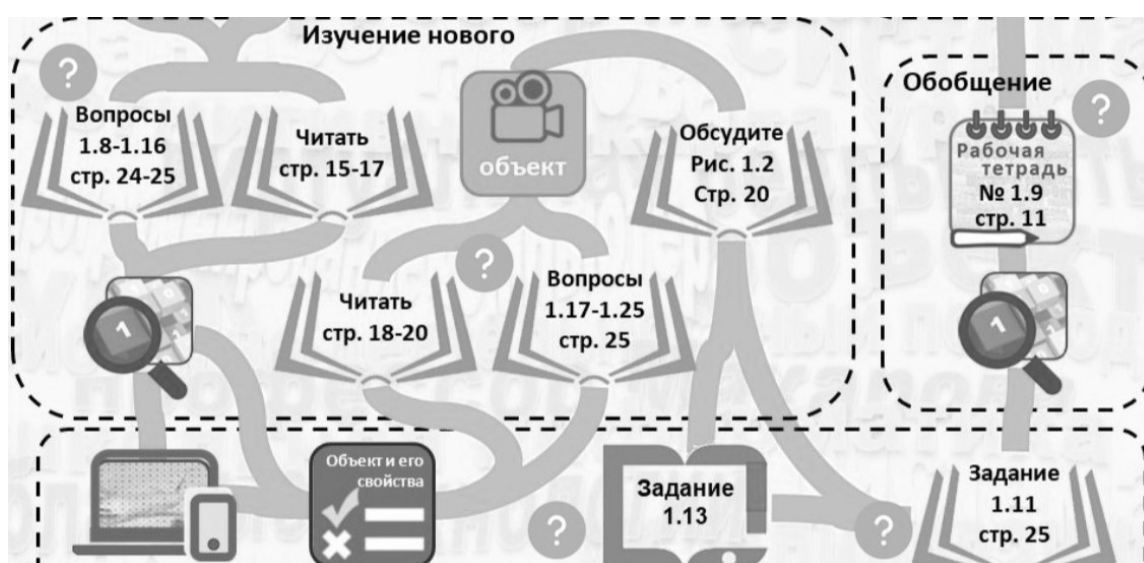 Изучение нового
?
Вопросы
1.8-1.16
стр. 24-25
Читать
стр. 15-17
объект
Обсудите
Рис. 1.2
Стр. 20
Обобщение
?
Рабочая
тетрадь
№ 1.9
стр. 11
1
?
Читать
стр. 18-20
Вопросы
1.17-1.25
стр. 25
1
Объект и его
свойства
?
Задание
1.13
?
Задание
1.11
стр. 25